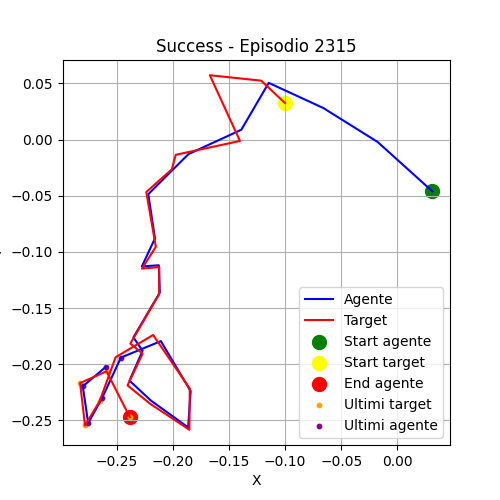 Success - Episodio 2315
0.05
0.00
−0.05
−0.10
−0.15
−0.20
−0.25
Agente
Target
Start agente
Start target
End agente
Ultimi target
Ultimi agente
−0.25 −0.20 −0.15 −0.10 −0.05 0.00
X